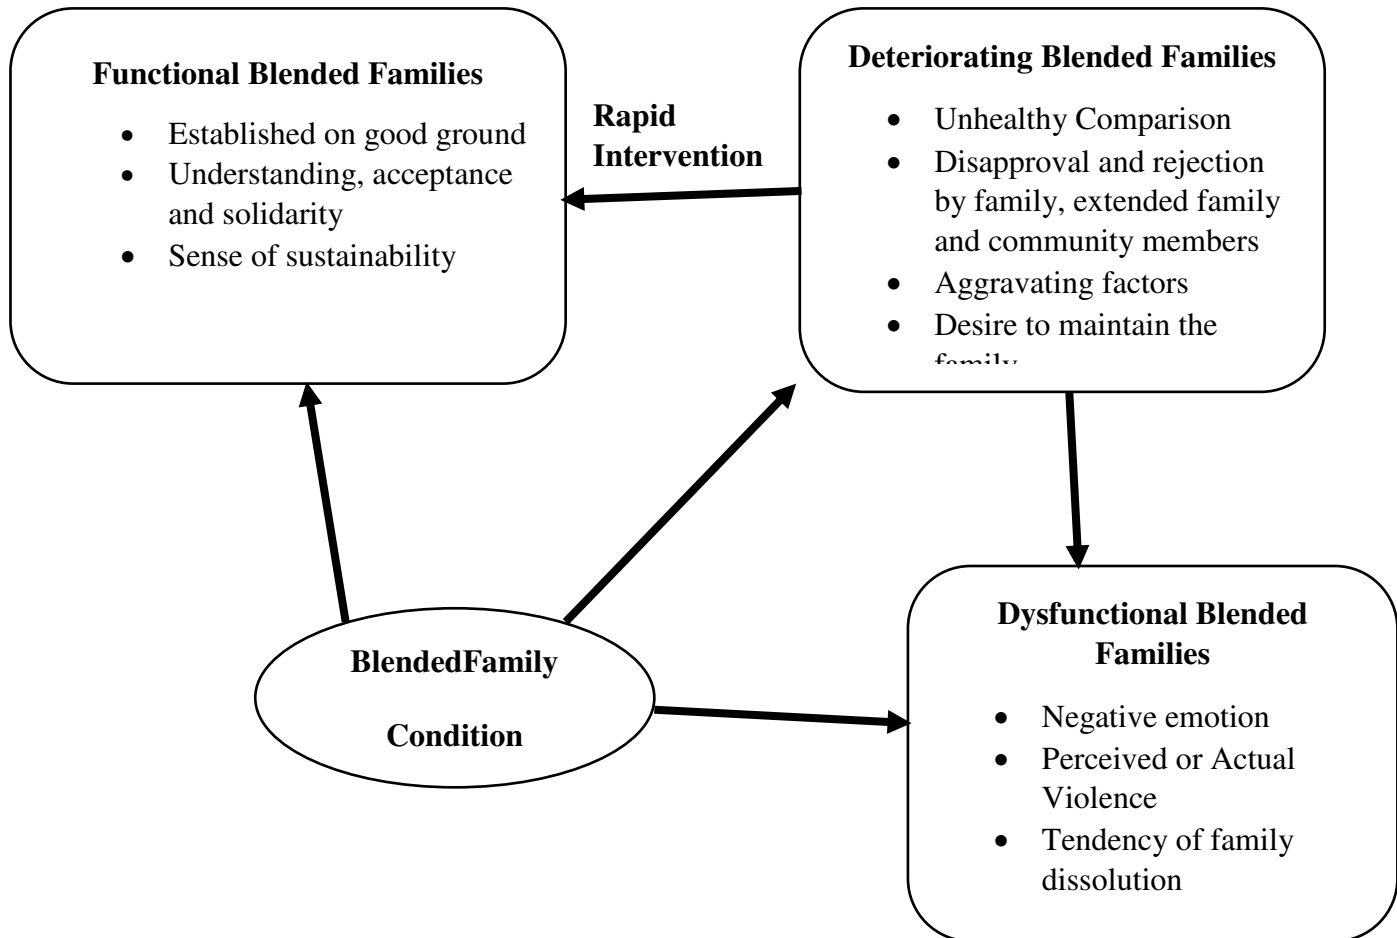 Functional Blended Families
• Established on good ground
• Understanding, acceptance
and solidarity
• Sense of sustainability
Rapid
Intervention
Deteriorating Blended Families
• Unhealthy Comparison
• Disapproval and rejection
by family, extended family
and community members
• Aggravating factors
• Desire to maintain the
family
BlendedFamily
Condition
Dysfunctional Blended
Families
• Negative emotion
• Perceived or Actual
Violence
• Tendency of family
dissolution